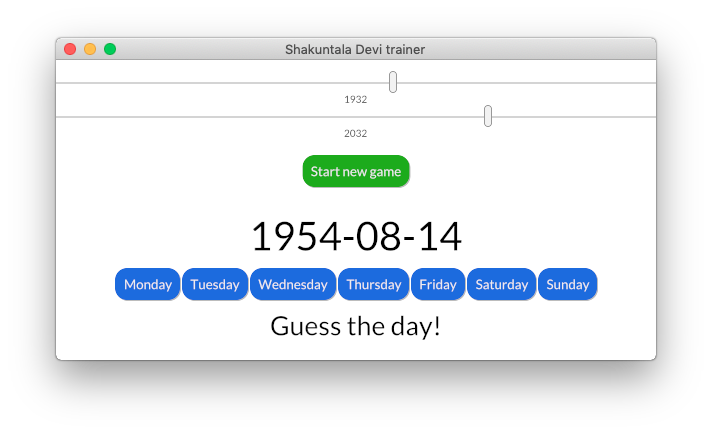 Shakuntala Devi trainer
1932
2032
Start new game
1954-08-14
Monday Tuesday Wednesday Thursday Friday Saturday Sunday
Guess the day!